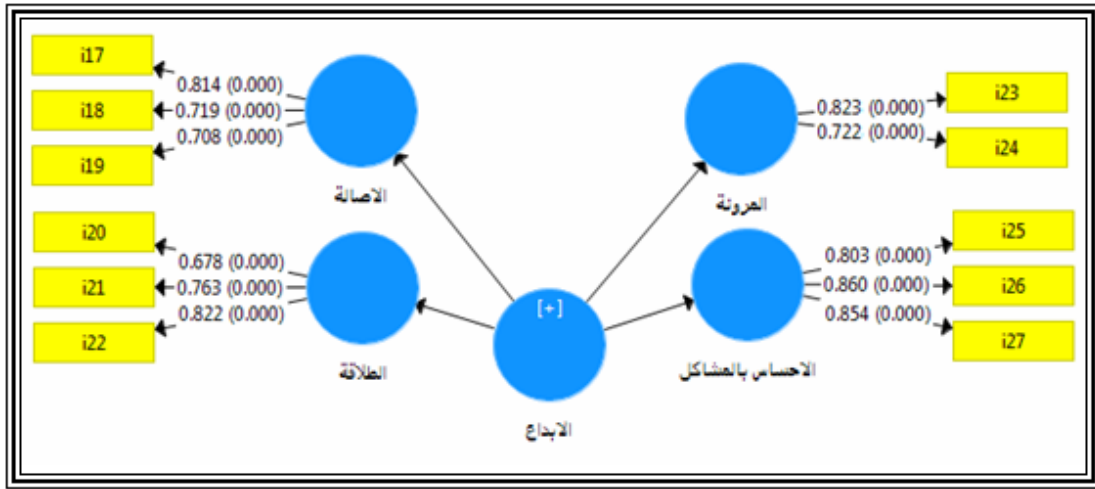 i17
i18
i19
0.814 (0.000)
0.719 (0.000)
0.708 (0.000)
الاصالة
i23
i24
0.823 (0.000)
0.722 (0.000)
المرونة
i20
i21
i22
0.678 (0.000)
0.763 (0.000)
0.822 (0.000)
الطلاقة
i25
i26
i27
0.803 (0.000)
0.860 (0.000)
0.854 (0.000)
الاحساس بالمشاكل
[+]
الابداع